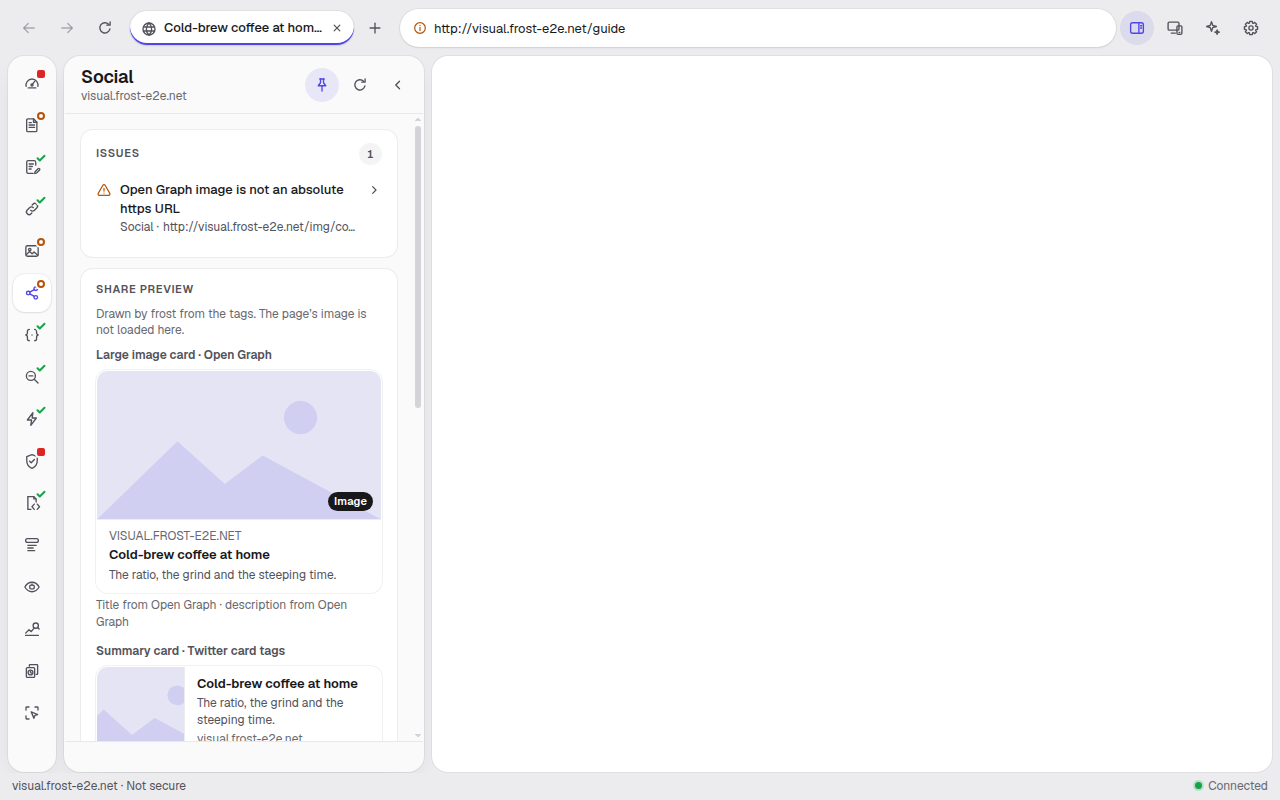 Cold-brew coffee at hom…
http://visual.frost-e2e.net/guide
Social
visual.frost-e2e.net
ISSUES
1
Open Graph image is not an absolute
https URL
Social · http://visual.frost-e2e.net/img/co…
SHARE PREVIEW
Drawn by frost from the tags. The page's image is
not loaded here.
Large image card · Open Graph
Image
VISUAL.FROST-E2E.NET
Cold-brew coffee at home
The ratio, the grind and the steeping time.
Title from Open Graph · description from Open
Graph
Summary card · Twitter card tags
Cold-brew coffee at home
The ratio, the grind and the
steeping time.
visual.frost-e2e.net
visual.frost-e2e.net · Not secure
Connected